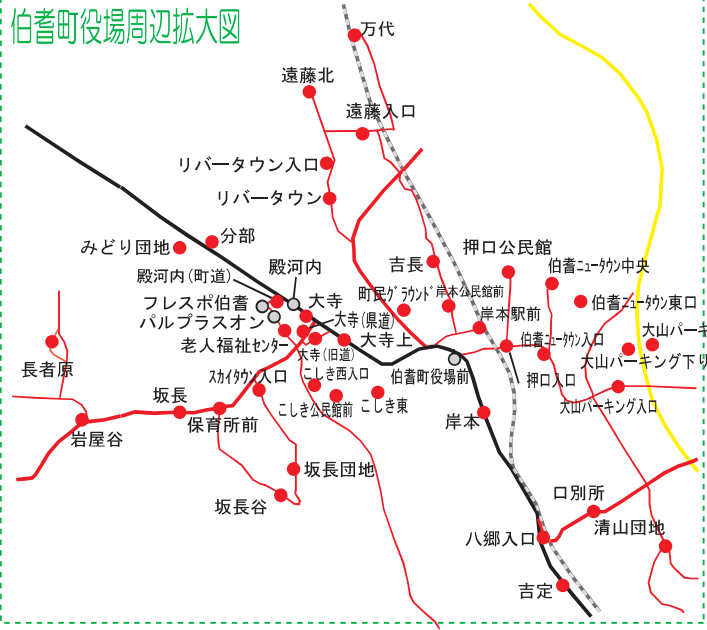 伯耆町役場周辺拡大図
万代
遠藤北
遠藤入口
リバータウン入口
リバータウン
分部
みどり団地
押口公民館
吉長
伯耆ﾆｭｰﾀｳﾝ中央
殿河内
殿河内（町道）
町民ｸﾞﾗｳﾝﾄﾞ
岸本公民館前
伯耆ﾆｭｰﾀｳﾝ東口
フレスポ伯耆
大寺
岸本駅前
パルプラスオン
大寺（県道）
大山パーキ
老人福祉センター
大寺上
伯耆ﾆｭｰﾀｳﾝ入口
大寺（旧道）
大山パーキング下り
長者原
スカイタウン入口
こしき西入口
伯耆町役場前
押口入口
坂長
こしき公民館前
こしき東
大山パーキング入口
保育所前
岸本
岩屋谷
坂長団地
坂長谷
口別所
清山団地
八郷入口
吉定